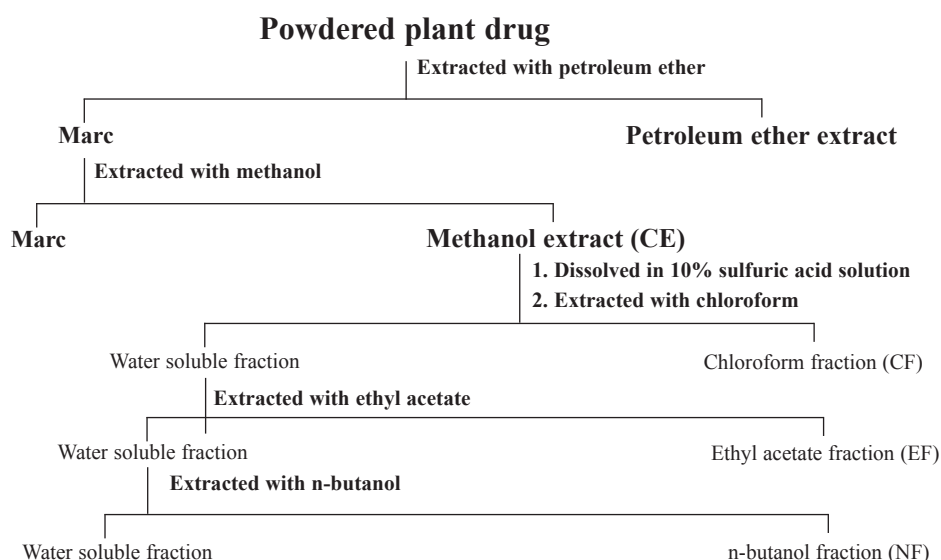 Powdered plant drug
Extracted with petroleum ether
Marc
Petroleum ether extract
Extracted with methanol
Marc
Methanol extract (CE)
1. Dissolved in 10% sulfuric acid solution
2. Extracted with chloroform
Water soluble fraction
Chloroform fraction (CF)
Extracted with ethyl acetate
Water soluble fraction
Ethyl acetate fraction (EF)
Extracted with n-butanol
Water soluble fraction
n-butanol fraction (NF)